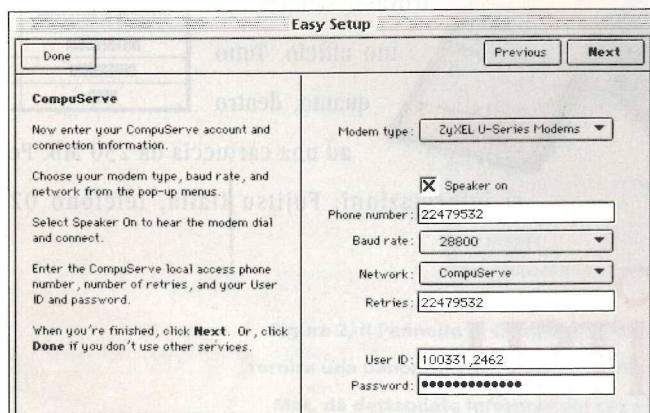 Easy Setup
Done
Previous
Next
CompuServe
Now enter your CompuServe account and
connection information.
Choose your modem type, baud rate, and
network from the pop-up menus.
Select Speaker On to hear the modem dial
and connect.
Enter the CompuServe local access phone
number, number of retries, and your User
ID and password.
When you're finished, click Next. Or, click
Done if you don't use other services.
Modem type: ZyXEL U-Series Modems
Speaker on
Phone number: 22479532
Baud rate: 28800
Network: CompuServe
Retries: 22479532
User ID: 100331,2462
Password: ●●●●●●●●●●●●●